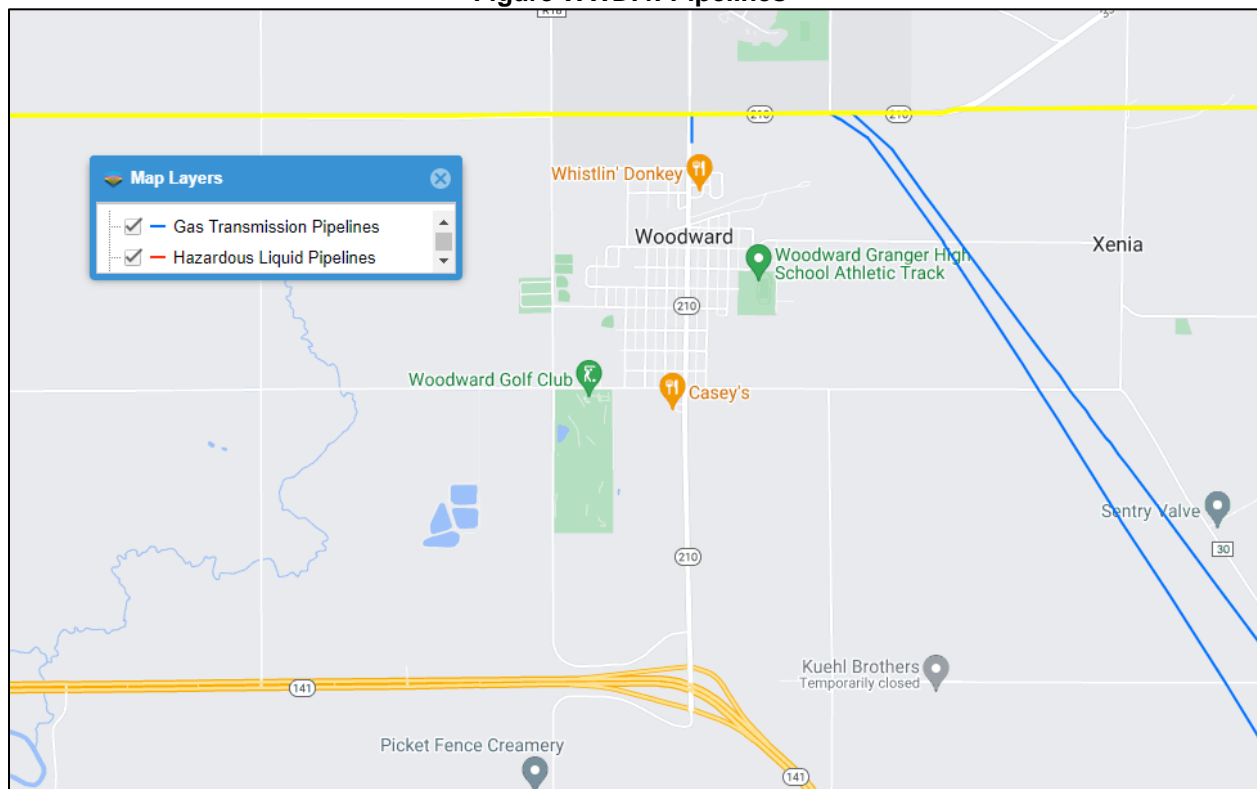 R18
210
210
Map Layers
Gas Transmission Pipelines
Hazardous Liquid Pipelines
Whistlin' Donkey
Woodward
Xenia
Woodward Granger High
School Athletic Track
210
Woodward Golf Club
Casey's
Sentry Valve
30
210
Kuehl Brothers
Temporarily closed
141
Picket Fence Creamery
141